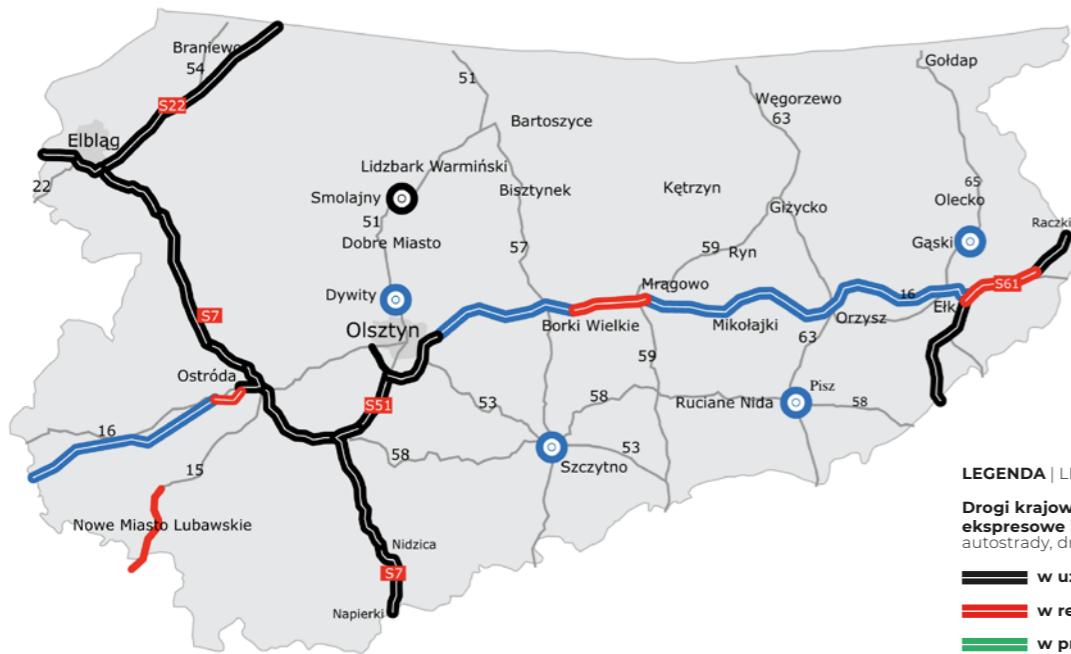 Gołdap
Braniewo
54
51
Węgorzewo
63
S22
Bartoszyce
Elbląg
Lidzbark Warmiński
22
Smolajny
Bisztynek
Kętrzyn
65
Olecko
51
Giżycko
Raczki
Dobre Miasto
57
59
Ryn
Gąski
Dywity
Mrągowo
S61
S7
Olsztyn
Borki Wielkie
Mikołajki
Orzysz
16
Ełk
63
Ostróda
59
S51
53
58
Ruciane Nida
Pisz
58
16
58
53
15
Szczytno
Nowe Miasto Lubawskie
Nidzica
S7
Napierki
LEGENDA | L
Drogi krajow
ekspresowe i
autostrady, dr
w u
w re
w pr